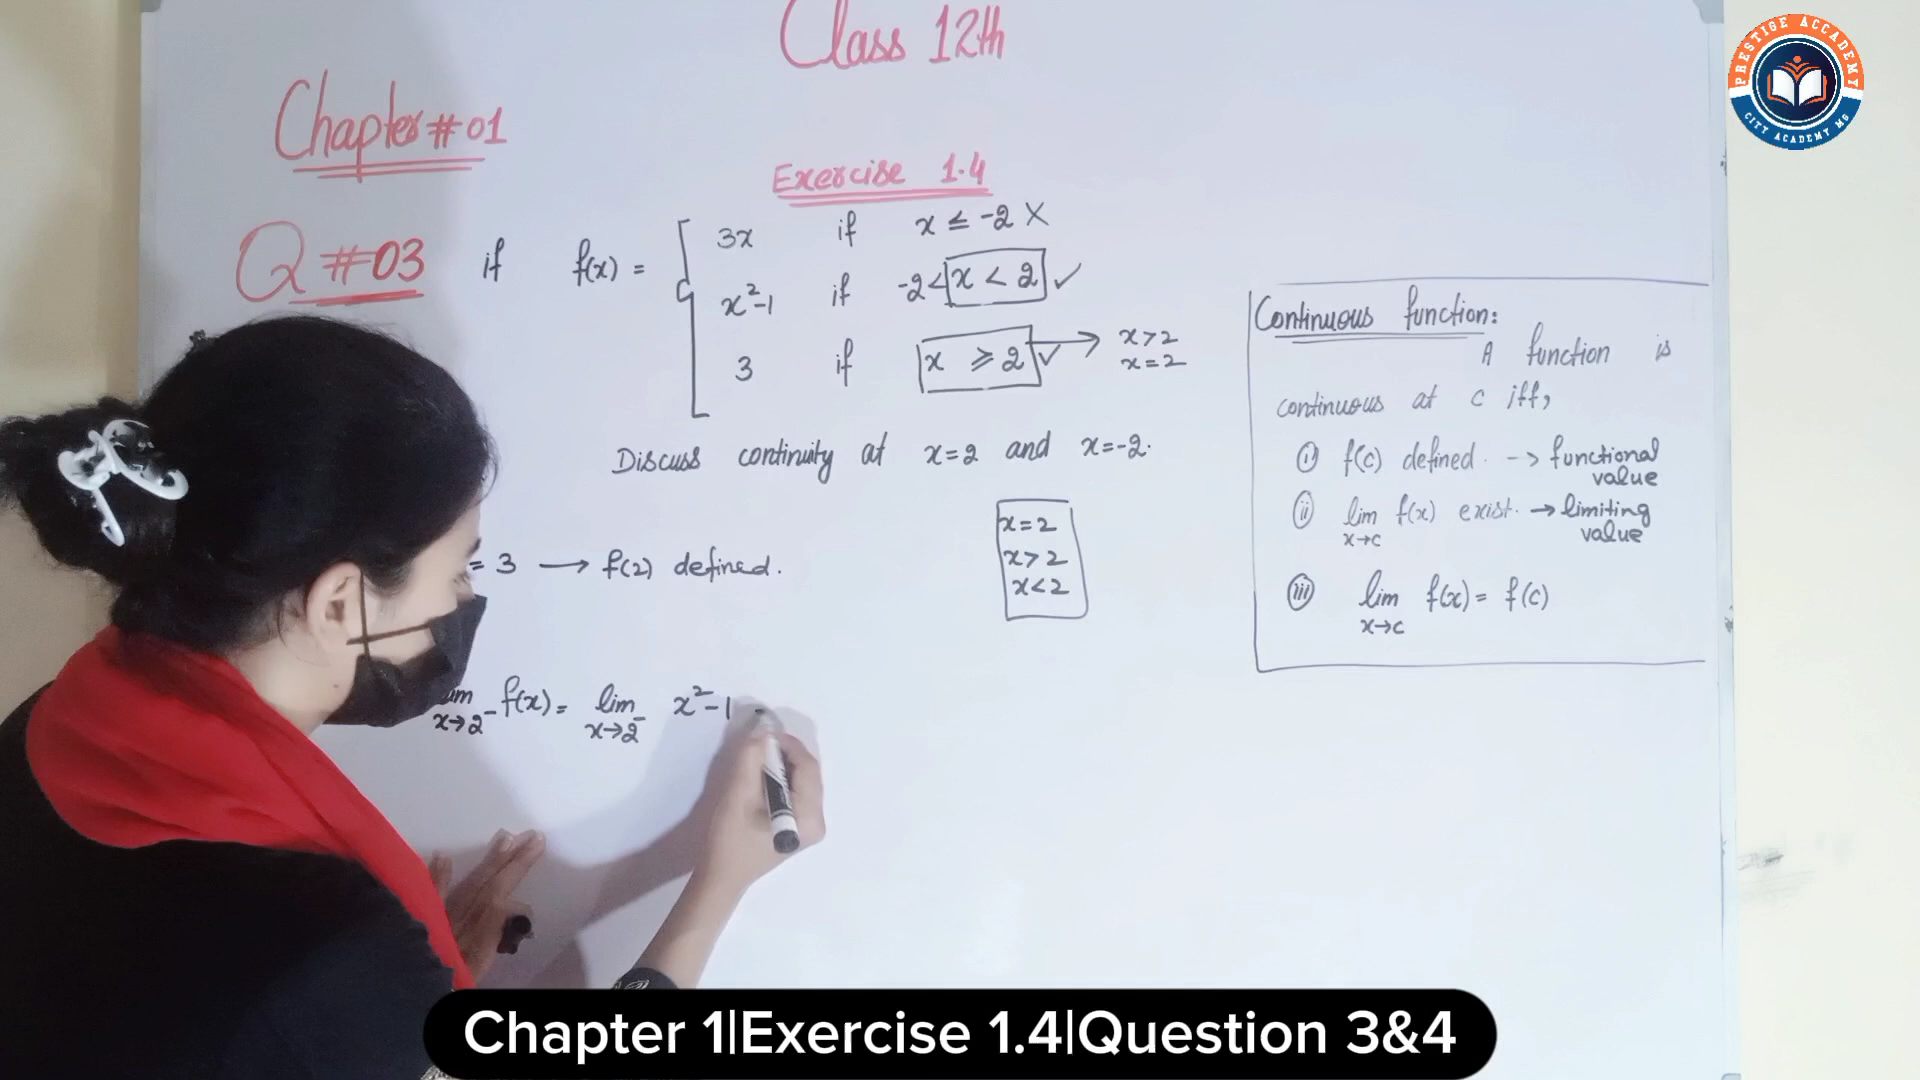 Class 12th
PRESTIGE ACCADEMY
CITY ACADEMY MG
Chapter # 01
Exercise 1.4
Q # 03 if f(x) =
3x if x ≤ -2 X
x²-1 if -2< x < 2 ✓
3 if x ⩾ 2 ✓ → x>2
x=2
Discuss continuity at x=2 and x=-2.
= 3 → f(2) defined.
x=2
x>2
x<2
lim x→2⁻ f(x) = lim x→2⁻ x²-1
Continuous function:
A function is
continuous at c iff,
(i) f(c) defined. --> functional
value
(ii) lim x→c f(x) exist. → limiting
value
(iii) lim x→c f(x) = f(c)
Chapter 1|Exercise 1.4|Question 3&4